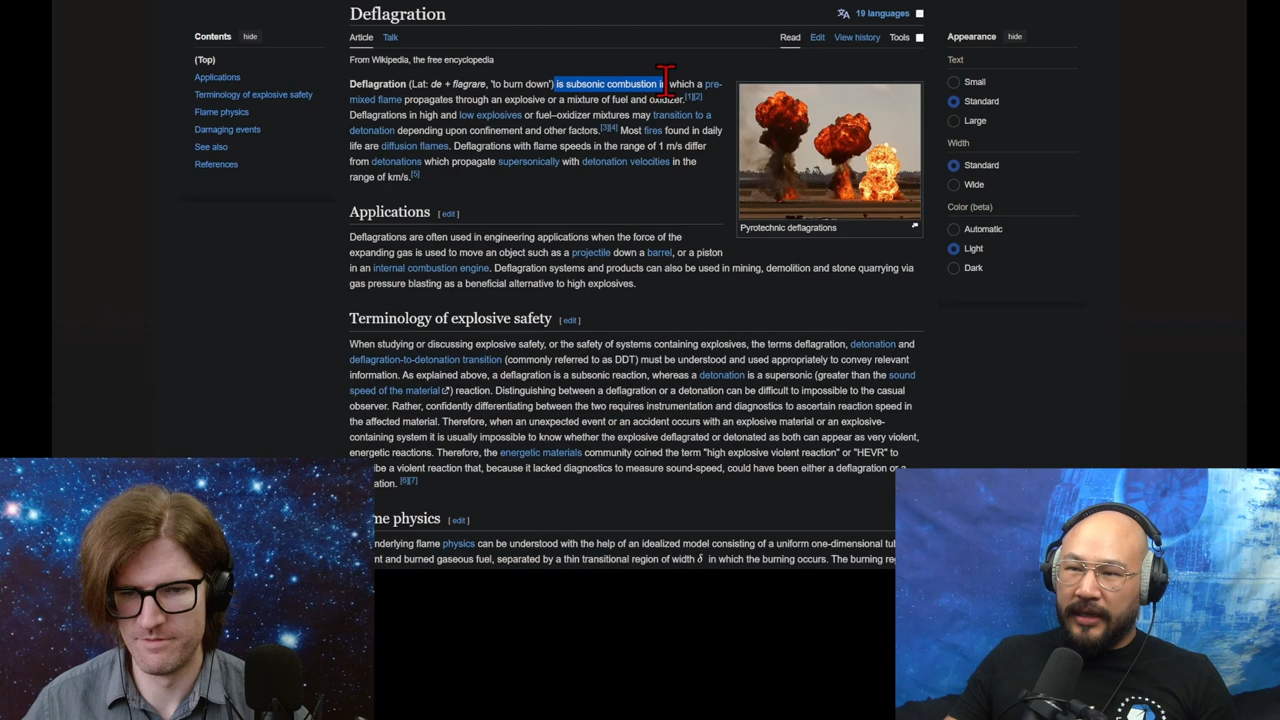 Deflagration
19 languages
Contents
hide
Article Talk
Read Edit View history Tools
Appearance
hide
From Wikipedia, the free encyclopedia
(Top)
Applications
Terminology of explosive safety
Flame physics
Damaging events
See also
References
Deflagration (Lat: de + flagrare, 'to burn down') is subsonic combustion in which a pre-
mixed flame propagates through an explosive or a mixture of fuel and oxidizer.[1][2]
Deflagrations in high and low explosives or fuel–oxidizer mixtures may transition to a
detonation depending upon confinement and other factors.[3][4] Most fires found in daily
life are diffusion flames. Deflagrations with flame speeds in the range of 1 m/s differ
from detonations which propagate supersonically with detonation velocities in the
range of km/s.[5]
Pyrotechnic deflagrations
Text
Small
Standard
Large
Width
Standard
Wide
Color (beta)
Automatic
Light
Dark
Applications [ edit ]
Deflagrations are often used in engineering applications when the force of the
expanding gas is used to move an object such as a projectile down a barrel, or a piston
in an internal combustion engine. Deflagration systems and products can also be used in mining, demolition and stone quarrying via
gas pressure blasting as a beneficial alternative to high explosives.
Terminology of explosive safety [ edit ]
When studying or discussing explosive safety, or the safety of systems containing explosives, the terms deflagration, detonation and
deflagration-to-detonation transition (commonly referred to as DDT) must be understood and used appropriately to convey relevant
information. As explained above, a deflagration is a subsonic reaction, whereas a detonation is a supersonic (greater than the sound
speed of the material) reaction. Distinguishing between a deflagration or a detonation can be difficult to impossible to the casual
observer. Rather, confidently differentiating between the two requires instrumentation and diagnostics to ascertain reaction speed in
the affected material. Therefore, when an unexpected event or an accident occurs with an explosive material or an explosive-
containing system it is usually impossible to know whether the explosive deflagrated or detonated as both can appear as very violent,
energetic reactions. Therefore, the energetic materials community coined the term "high explosive violent reaction" or "HEVR" to
ibe a violent reaction that, because it lacked diagnostics to measure sound-speed, could have been either a deflagration or a
ation. [6][7]
me physics [ edit ]
nderlying flame physics can be understood with the help of an idealized model consisting of a uniform one-dimensional tu
nt and burned gaseous fuel, separated by a thin transitional region of width δ in which the burning occurs. The burning re